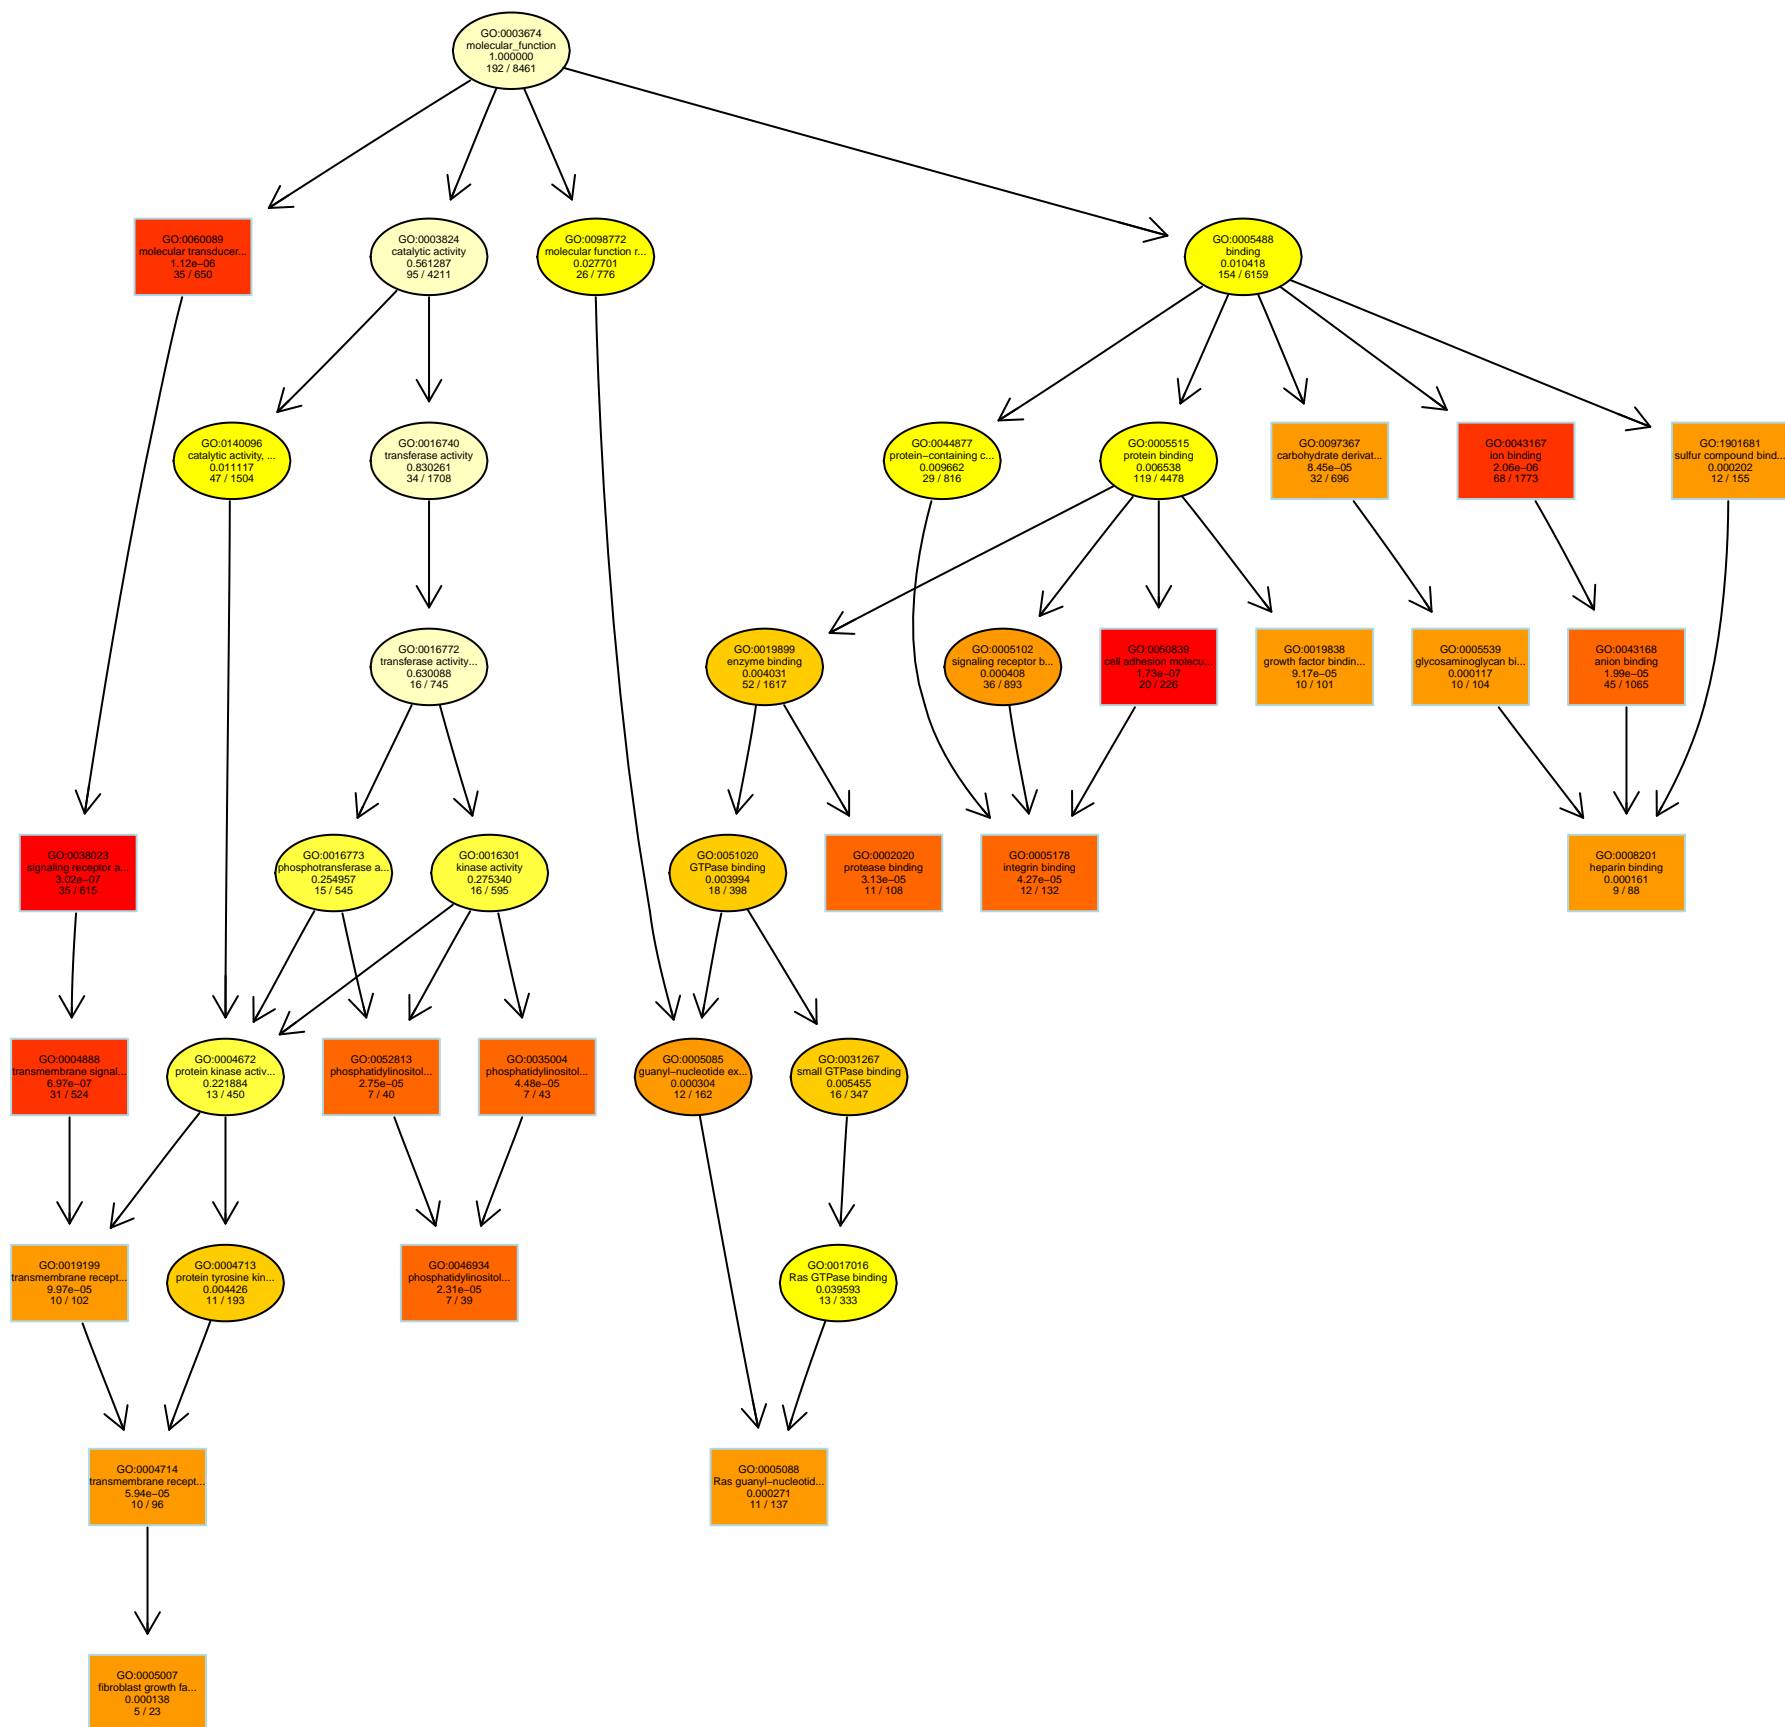 GO:0003674
molecular_function
1.000000
192 / 8461
GO:0060089
molecular transducer...
1.12e−06
35 / 650
GO:0003824
catalytic activity
0.561287
95 / 4211
GO:0098772
molecular function r...
0.027701
26 / 776
GO:0005488
binding
0.010418
154 / 6159
GO:0140096
catalytic activity, ...
0.011117
47 / 1504
GO:0016740
transferase activity
0.830261
34 / 1708
GO:0044877
protein−containing c...
0.009662
29 / 816
GO:0005515
protein binding
0.006538
119 / 4478
GO:0097367
carbohydrate derivat...
8.45e−05
32 / 696
GO:0043167
ion binding
2.06e−06
68 / 1773
GO:1901681
sulfur compound bind...
0.000202
12 / 155
GO:0016772
transferase activity...
0.630088
16 / 745
GO:0019899
enzyme binding
0.004031
52 / 1617
GO:0005102
signaling receptor b...
0.000408
36 / 893
GO:0050839
cell adhesion molecu...
1.73e−07
20 / 226
GO:0019838
growth factor bindin...
9.17e−05
10 / 101
GO:0005539
glycosaminoglycan bi...
0.000117
10 / 104
GO:0043168
anion binding
1.99e−05
45 / 1065
GO:0038023
signaling receptor a...
3.02e−07
35 / 615
GO:0016773
phosphotransferase a...
0.254957
15 / 545
GO:0016301
kinase activity
0.275340
16 / 595
GO:0051020
GTPase binding
0.003994
18 / 398
GO:0002020
protease binding
3.13e−05
11 / 108
GO:0005178
integrin binding
4.27e−05
12 / 132
GO:0008201
heparin binding
0.000161
9 / 88
GO:0004888
transmembrane signal...
6.97e−07
31 / 524
GO:0004672
protein kinase activ...
0.221884
13 / 450
GO:0052813
phosphatidylinositol...
2.75e−05
7 / 40
GO:0035004
phosphatidylinositol...
4.48e−05
7 / 43
GO:0005085
guanyl−nucleotide ex...
0.000304
12 / 162
GO:0031267
small GTPase binding
0.005455
16 / 347
GO:0019199
transmembrane recept...
9.97e−05
10 / 102
GO:0004713
protein tyrosine kin...
0.004426
11 / 193
GO:0046934
phosphatidylinositol...
2.31e−05
7 / 39
GO:0017016
Ras GTPase binding
0.039593
13 / 333
GO:0004714
transmembrane recept...
5.94e−05
10 / 96
GO:0005088
Ras guanyl−nucleotid...
0.000271
11 / 137
GO:0005007
fibroblast growth fa...
0.000138
5 / 23